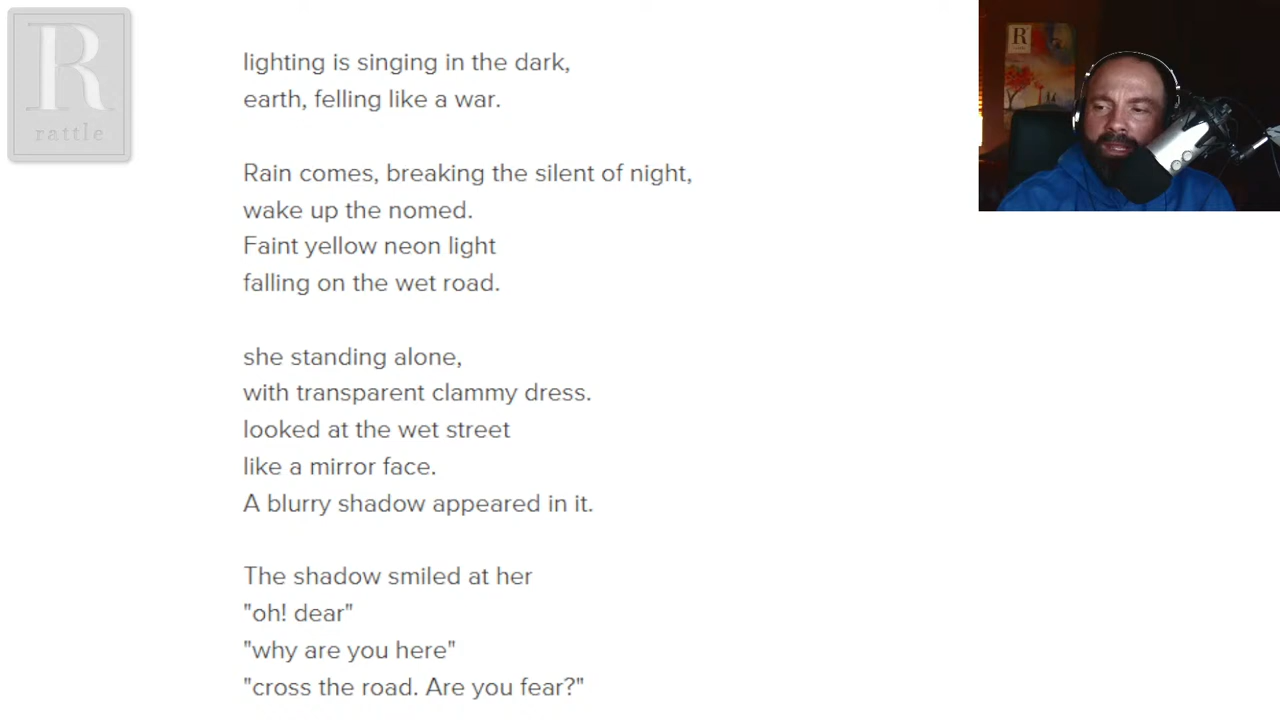 R
rattle
lighting is singing in the dark,
earth, felling like a war.
Rain comes, breaking the silent of night,
wake up the nomed.
Faint yellow neon light
falling on the wet road.
she standing alone,
with transparent clammy dress.
looked at the wet street
like a mirror face.
A blurry shadow appeared in it.
The shadow smiled at her
"oh! dear"
"why are you here"
"cross the road. Are you fear?"
R